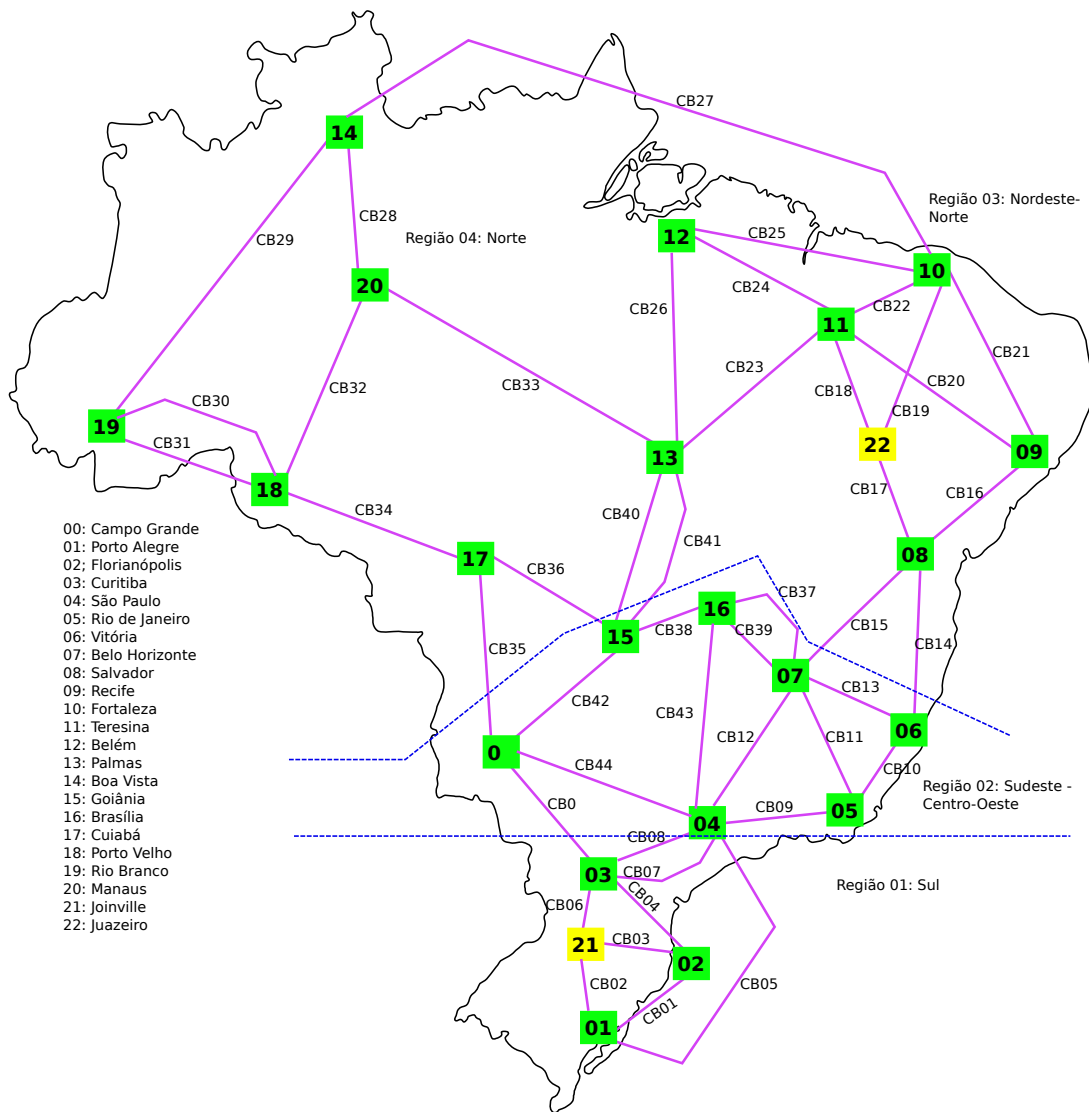 CB27
14
Região 03: Nordeste-
Norte
CB28
CB29
Região 04: Norte
12
CB25
10
20
CB24
CB26
CB22
11
CB21
CB33
CB23
CB20
CB32
CB18
CB30
CB19
19
CB31
22
09
13
18
CB17
CB16
CB34
CB40
CB41
08
17
CB36
CB37
16
CB38
CB39
15
CB15
CB14
CB35
07
CB13
CB42
CB43
CB12
CB11
06
0
CB44
CB10
Região 02: Sudeste -
Centro-Oeste
CB0
CB09
05
04
CB08
CB07
03
CB04
Região 01: Sul
CB06
21
CB03
02
CB02
CB05
CB01
01
00: Campo Grande
01: Porto Alegre
02: Florianópolis
03: Curitiba
04: São Paulo
05: Rio de Janeiro
06: Vitória
07: Belo Horizonte
08: Salvador
09: Recife
10: Fortaleza
11: Teresina
12: Belém
13: Palmas
14: Boa Vista
15: Goiânia
16: Brasília
17: Cuiabá
18: Porto Velho
19: Rio Branco
20: Manaus
21: Joinville
22: Juazeiro